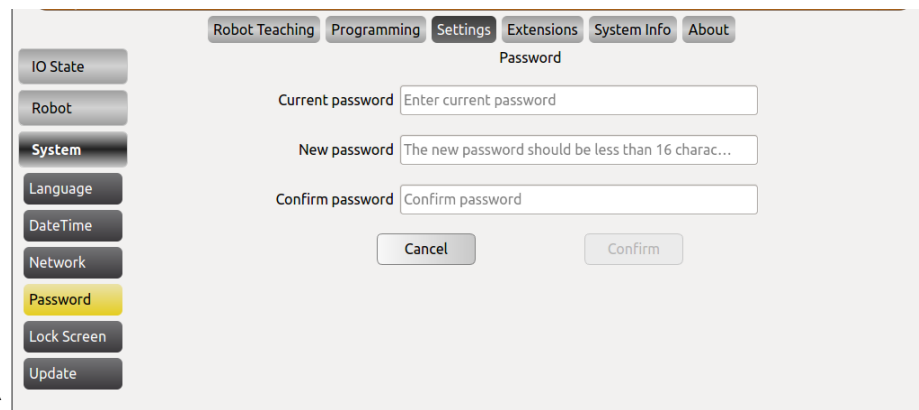 Robot Teaching Programming Settings Extensions System Info About
Password
IO State
Robot
System
Language
DateTime
Network
Password
Lock Screen
Update
Current password Enter current password
New password The new password should be less than 16 charac...
Confirm password Confirm password
Cancel Confirm